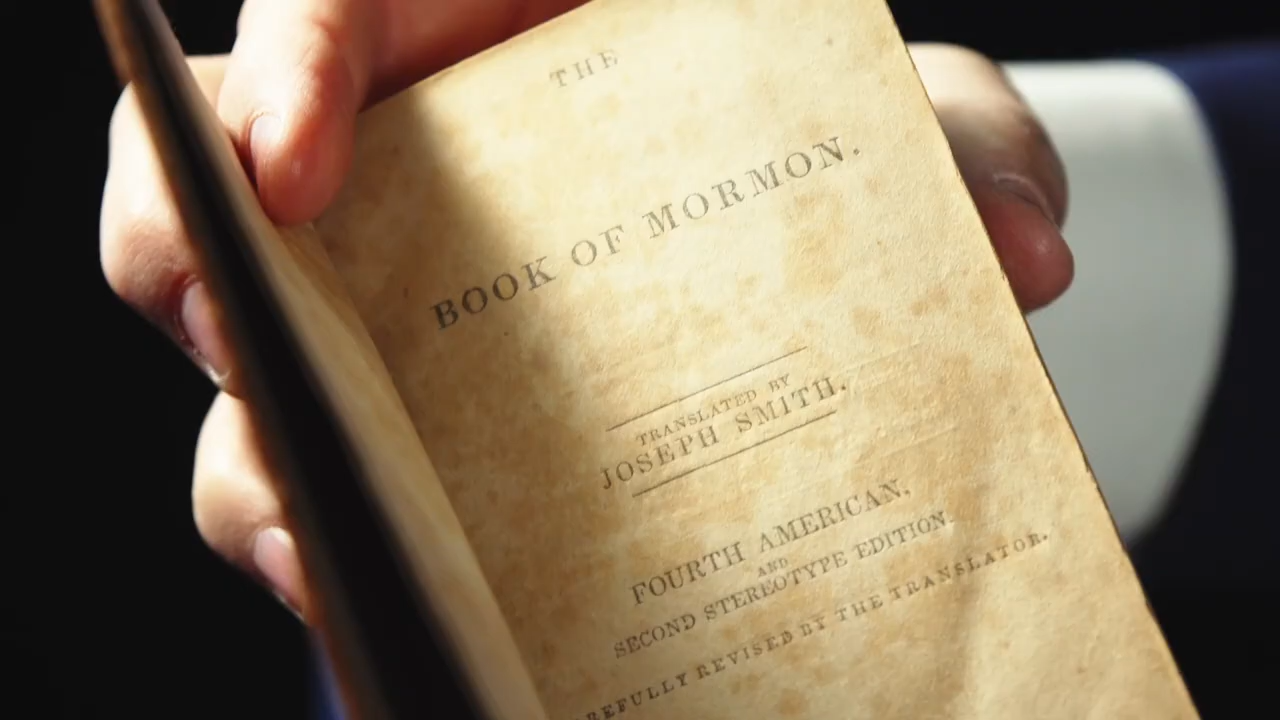 THE
BOOK OF MORMON.
TRANSLATED BY
JOSEPH SMITH.
FOURTH AMERICAN,
AND
SECOND STEREOTYPE EDITION.
REFULLY REVISED BY THE TRANSLATOR.